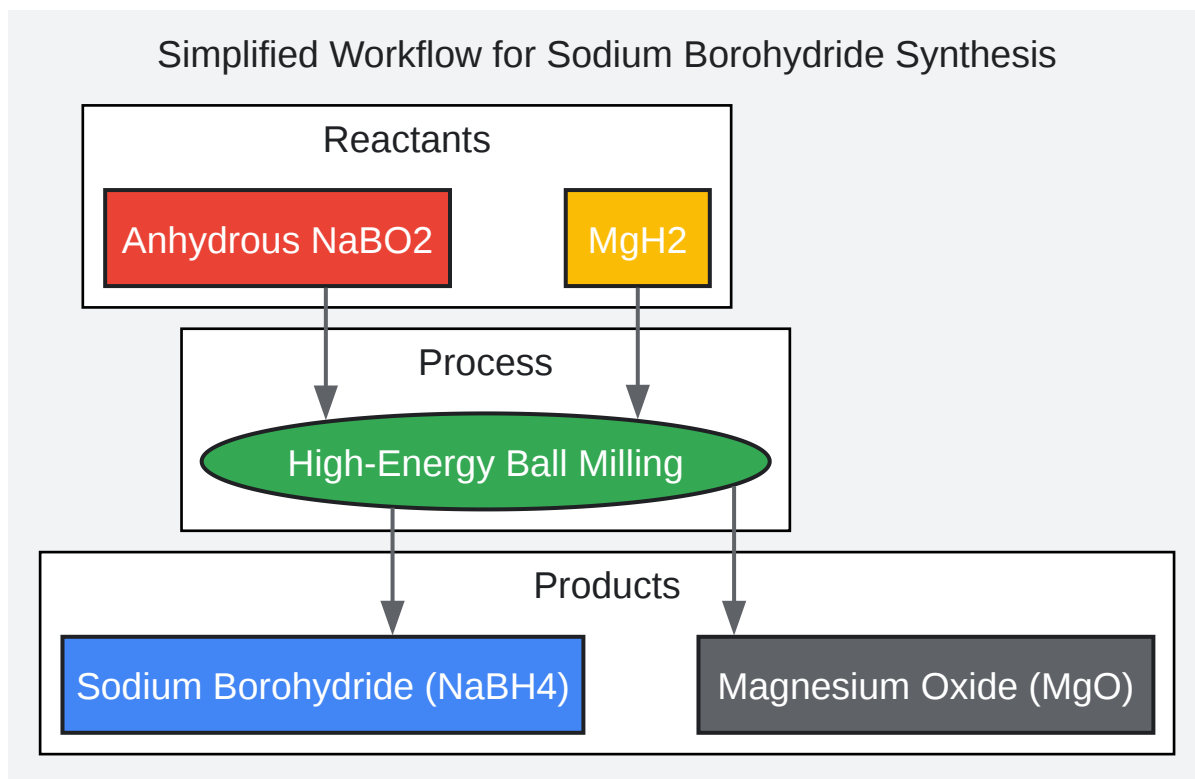 Simplified Workflow for Sodium Borohydride Synthesis
Reactants
Anhydrous NaBO2
MgH2
Process
High-Energy Ball Milling
Products
Sodium Borohydride (NaBH4)
Magnesium Oxide (MgO)